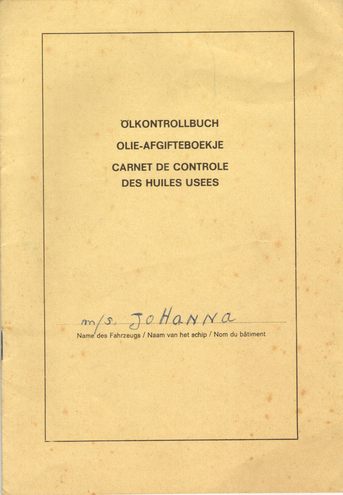 ÖLKONTROLLBUCH
OLIE-AFGIFTEBOEKJE
CARNET DE CONTROLE
DES HUILES USEES
m/s. JOHANNA
Name des Fahrzeugs / Naam van het schip / Nom du bâtiment